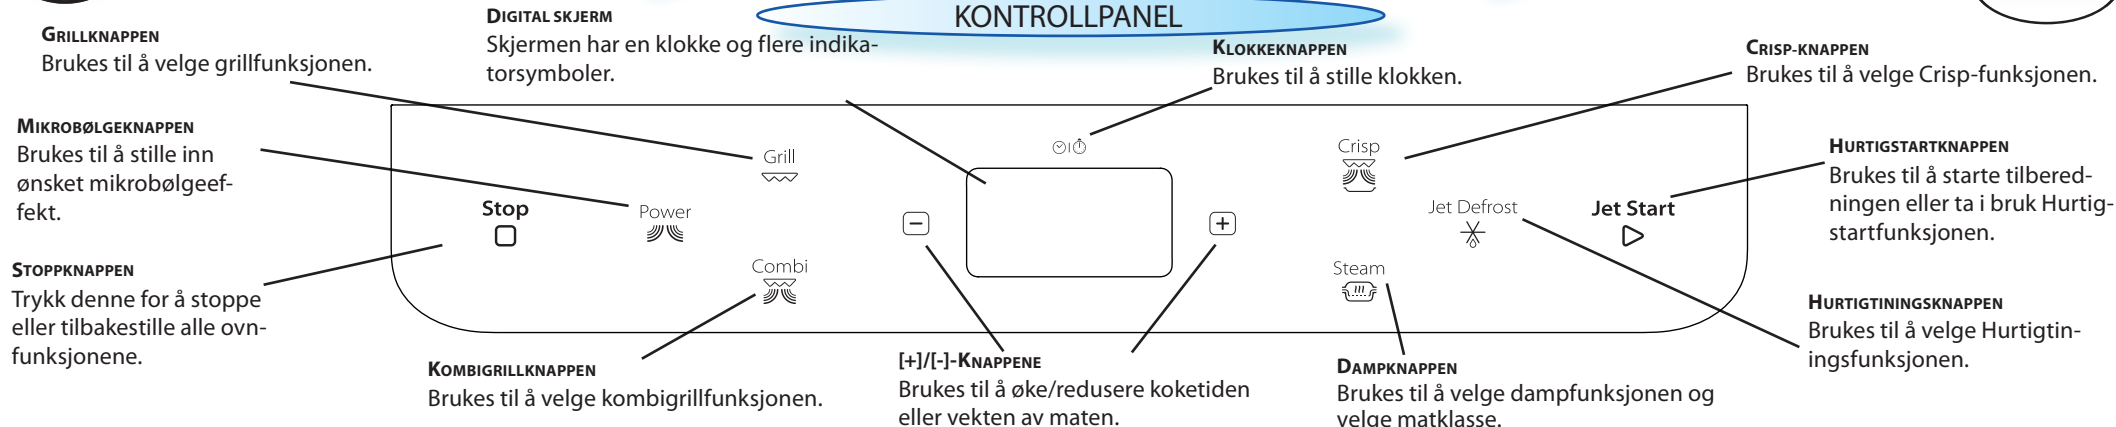 KONTROLLPANEL
GRILLKNAPPEN
Brukes til å velge grillfunksjonen.
DIGITAL SKJERM
Skjermen har en klokke og flere indika-
torsymboler.
KLOKKEKNAPPEN
Brukes til å stille klokken.
CRISP-KNAPPEN
Brukes til å velge Crisp-funksjonen.
MIKROBØLGEKNAPPEN
Brukes til å stille inn
ønsket mikrobølgeef-
fekt.
HURTIGSTARTKNAPPEN
Brukes til å starte tilbered-
ningen eller ta i bruk Hurtig-
startfunksjonen.
STOPPKNAPPEN
Trykk denne for å stoppe
eller tilbakestille alle ovn-
funksjonene.
Stop
Power
Grill
Combi
Crisp
Steam
Jet Defrost
Jet Start
KOMBIGRILLKNAPPEN
Brukes til å velge kombigrillfunksjonen.
[+]/[-]-KNAPPENE
Brukes til å øke/redusere koketiden
eller vekten av maten.
DAMPKNAPPEN
Brukes til å velge dampfunksjonen og
velge matklasse.
HURTIGTININGSKNAPPEN
Brukes til å velge Hurtigtin-
ingsfunksjonen.